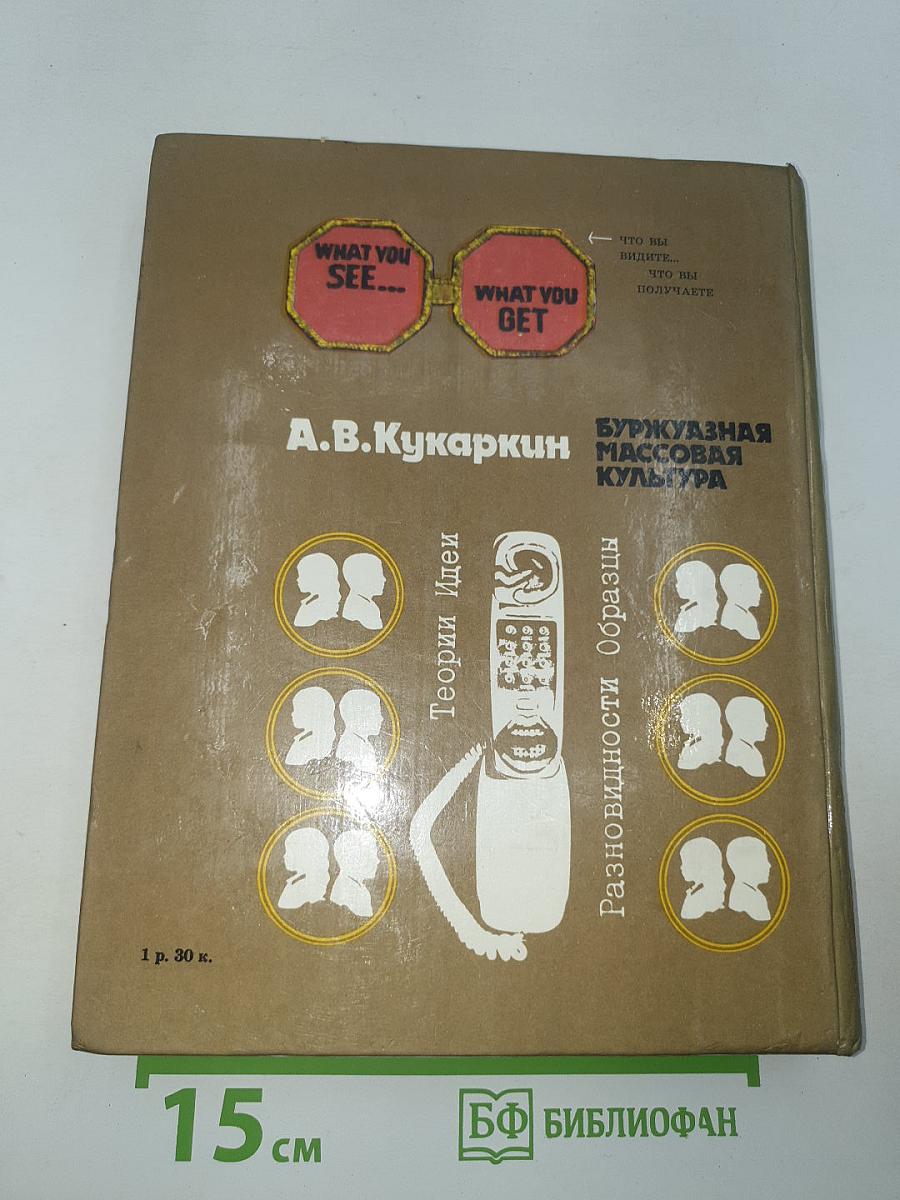 WHAT YOU
SEE...
WHAT YOU
GET
ЧТО ВЫ
ВИДИТЕ...
ЧТО ВЫ
ПОЛУЧАЕТЕ
А.В.Кукаркин
БУРЖУАЗНАЯ
МАССОВАЯ
КУЛЬТУРА
Теории Идеи
Разновидности Образцы
1 р. 30 к.
15 см
БФ БИБЛИОФАН